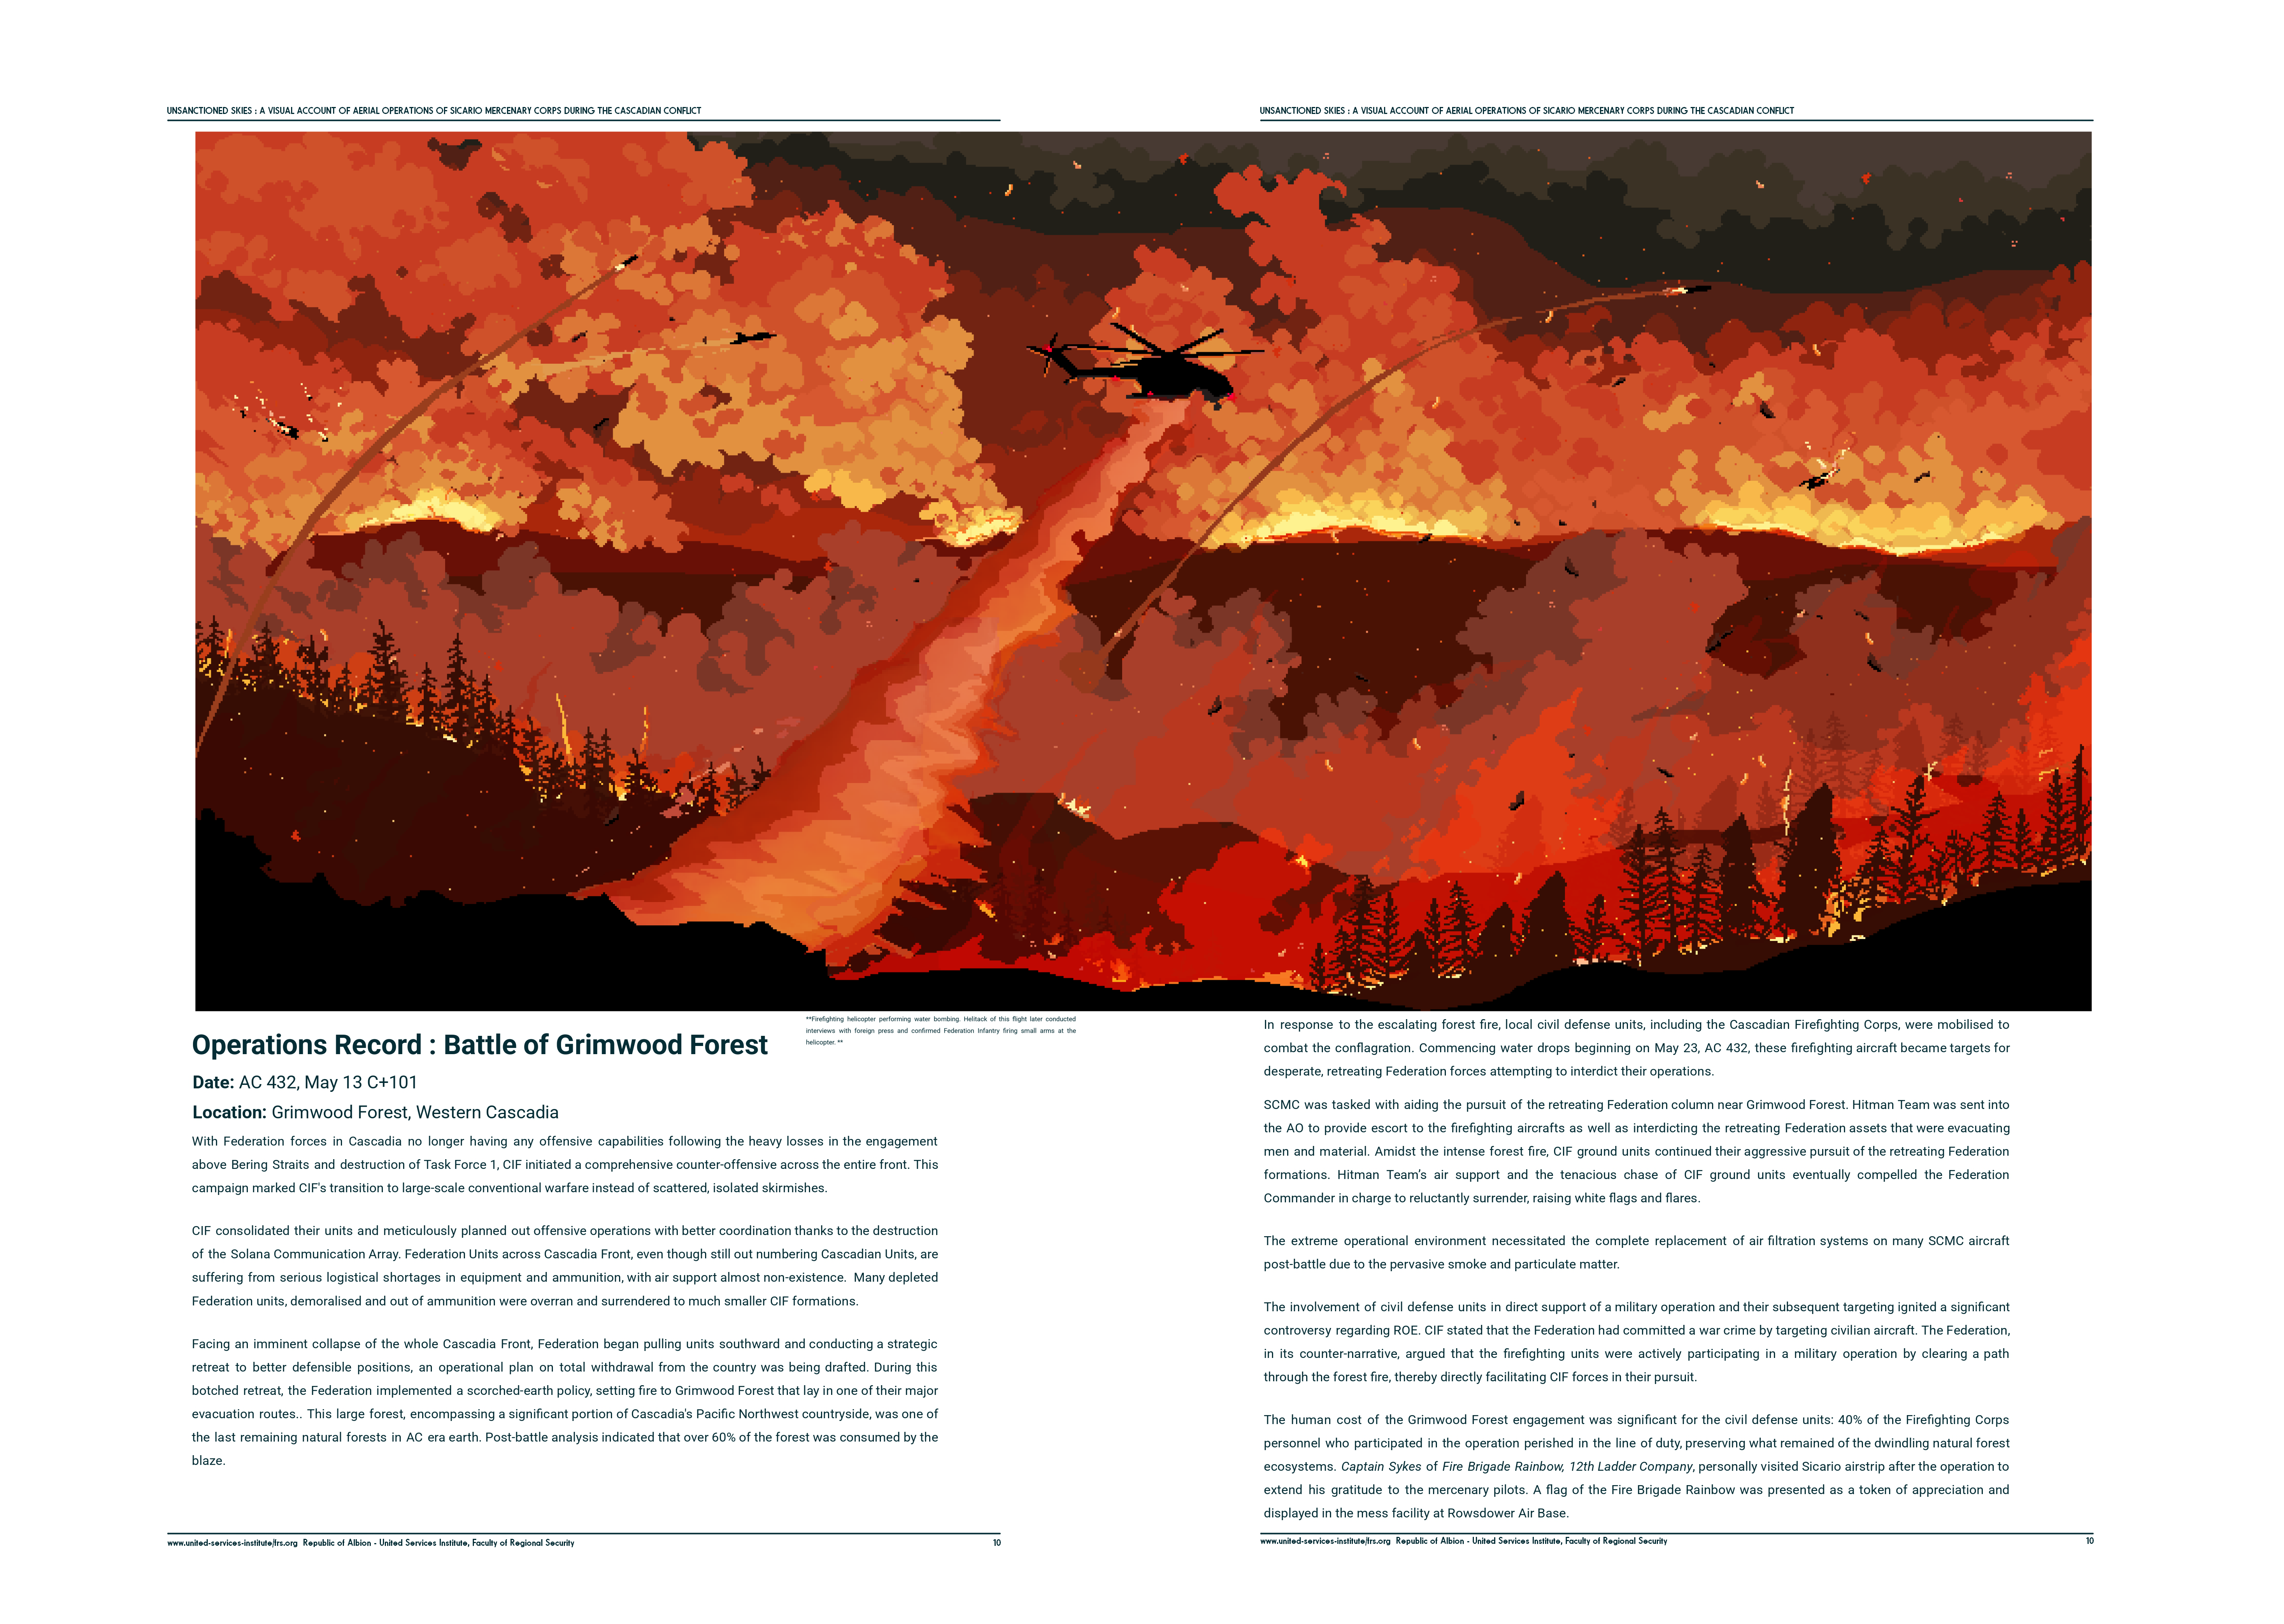 UNSANCTIONED SKIES : A VISUAL ACCOUNT OF AERIAL OPERATIONS OF SICARIO MERCENARY CORPS DURING THE CASCADIAN CONFLICT
**Firefighting helicopter performing water bombing. Helitack of this flight later conducted
interviews with foreign press and confirmed Federation Infantry firing small arms at the
helicopter. **
Operations Record : Battle of Grimwood Forest
Date: AC 432, May 13 C+101
Location: Grimwood Forest, Western Cascadia
With Federation forces in Cascadia no longer having any offensive capabilities following the heavy losses in the engagement
above Bering Straits and destruction of Task Force 1, CIF initiated a comprehensive counter-offensive across the entire front. This
campaign marked CIF's transition to large-scale conventional warfare instead of scattered, isolated skirmishes.
CIF consolidated their units and meticulously planned out offensive operations with better coordination thanks to the destruction
of the Solana Communication Array. Federation Units across Cascadia Front, even though still out numbering Cascadian Units, are
suffering from serious logistical shortages in equipment and ammunition, with air support almost non-existence. Many depleted
Federation units, demoralised and out of ammunition were overran and surrendered to much smaller CIF formations.
Facing an imminent collapse of the whole Cascadia Front, Federation began pulling units southward and conducting a strategic
retreat to better defensible positions, an operational plan on total withdrawal from the country was being drafted. During this
botched retreat, the Federation implemented a scorched-earth policy, setting fire to Grimwood Forest that lay in one of their major
evacuation routes.. This large forest, encompassing a significant portion of Cascadia's Pacific Northwest countryside, was one of
the last remaining natural forests in AC era earth. Post-battle analysis indicated that over 60% of the forest was consumed by the
blaze.
www.united-services-institute/frs.org Republic of Albion - United Services Institute, Faculty of Regional Security
10
UNSANCTIONED SKIES : A VISUAL ACCOUNT OF AERIAL OPERATIONS OF SICARIO MERCENARY CORPS DURING THE CASCADIAN CONFLICT
In response to the escalating forest fire, local civil defense units, including the Cascadian Firefighting Corps, were mobilised to
combat the conflagration. Commencing water drops beginning on May 23, AC 432, these firefighting aircraft became targets for
desperate, retreating Federation forces attempting to interdict their operations.
SCMC was tasked with aiding the pursuit of the retreating Federation column near Grimwood Forest. Hitman Team was sent into
the AO to provide escort to the firefighting aircrafts as well as interdicting the retreating Federation assets that were evacuating
men and material. Amidst the intense forest fire, CIF ground units continued their aggressive pursuit of the retreating Federation
formations. Hitman Team's air support and the tenacious chase of CIF ground units eventually compelled the Federation
Commander in charge to reluctantly surrender, raising white flags and flares.
The extreme operational environment necessitated the complete replacement of air filtration systems on many SCMC aircraft
post-battle due to the pervasive smoke and particulate matter.
The involvement of civil defense units in direct support of a military operation and their subsequent targeting ignited a significant
controversy regarding ROE. CIF stated that the Federation had committed a war crime by targeting civilian aircraft. The Federation,
in its counter-narrative, argued that the firefighting units were actively participating in a military operation by clearing a path
through the forest fire, thereby directly facilitating CIF forces in their pursuit.
The human cost of the Grimwood Forest engagement was significant for the civil defense units: 40% of the Firefighting Corps
personnel who participated in the operation perished in the line of duty, preserving what remained of the dwindling natural forest
ecosystems. Captain Sykes of Fire Brigade Rainbow, 12th Ladder Company, personally visited Sicario airstrip after the operation to
extend his gratitude to the mercenary pilots. A flag of the Fire Brigade Rainbow was presented as a token of appreciation and
displayed in the mess facility at Rowsdower Air Base.
www.united-services-institute/frs.org Republic of Albion - United Services Institute, Faculty of Regional Security
10